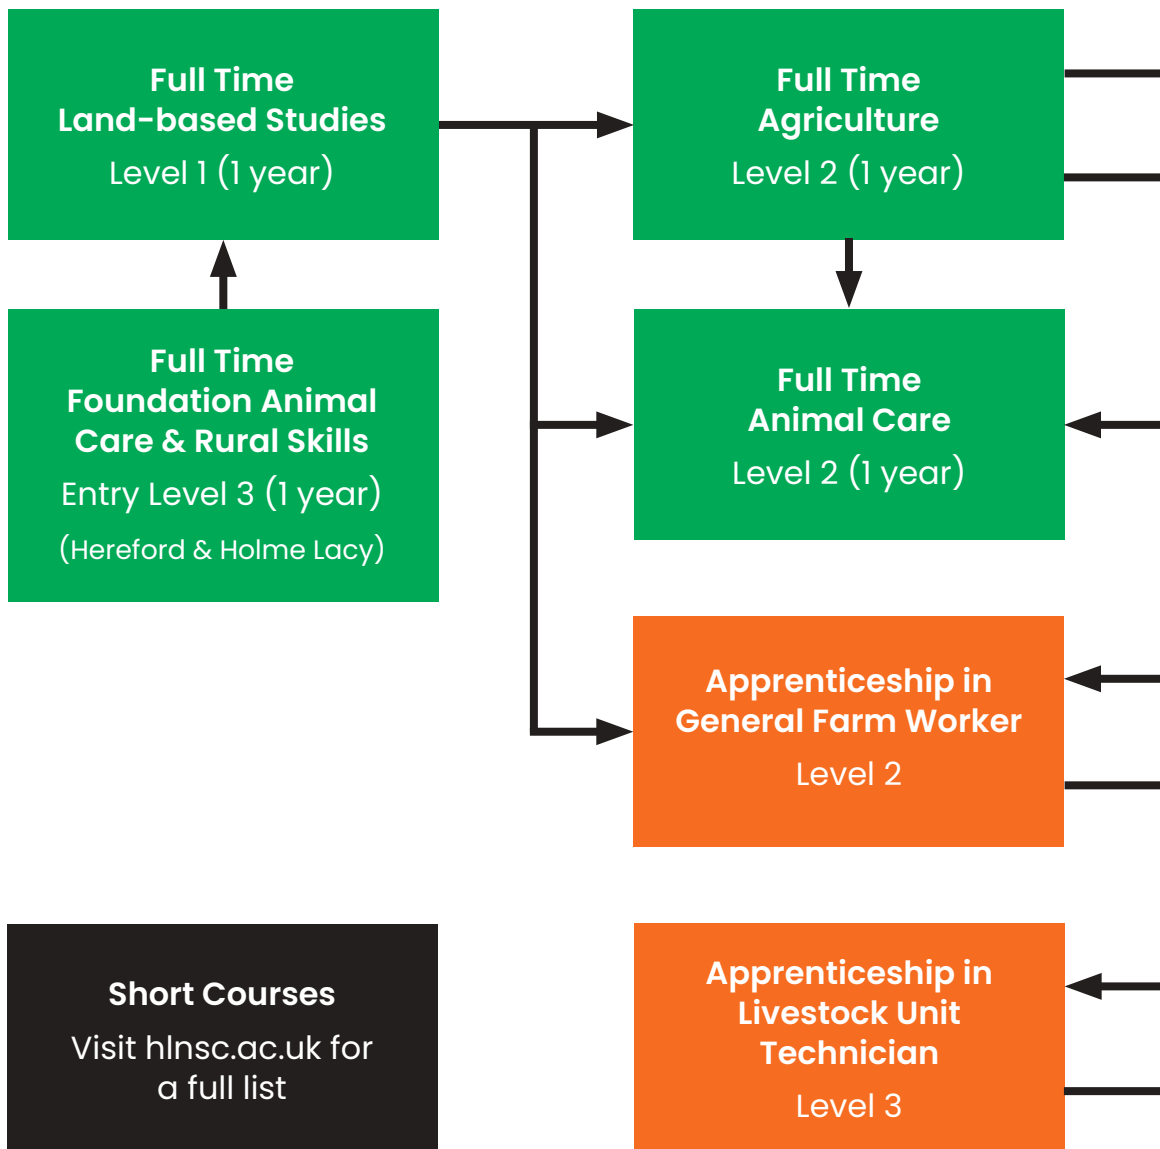 Full Time
Land-based Studies
Level 1 (1 year)
Full Time
Agriculture
Level 2 (1 year)
Full Time
Foundation Animal
Care & Rural Skills
Entry Level 3 (1 year)
(Hereford & Holme Lacy)
Full Time
Animal Care
Level 2 (1 year)
Apprenticeship in
General Farm Worker
Level 2
Short Courses
Visit hlnsc.ac.uk for
a full list
Apprenticeship in
Livestock Unit
Technician
Level 3